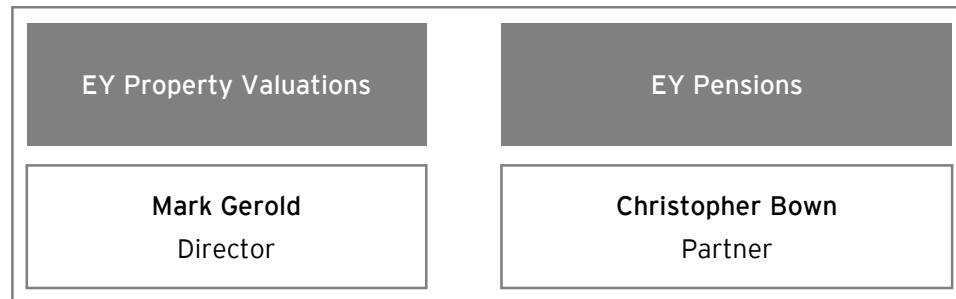 EY Property Valuations
EY Pensions
Mark Gerold
Director
Christopher Bown
Partner